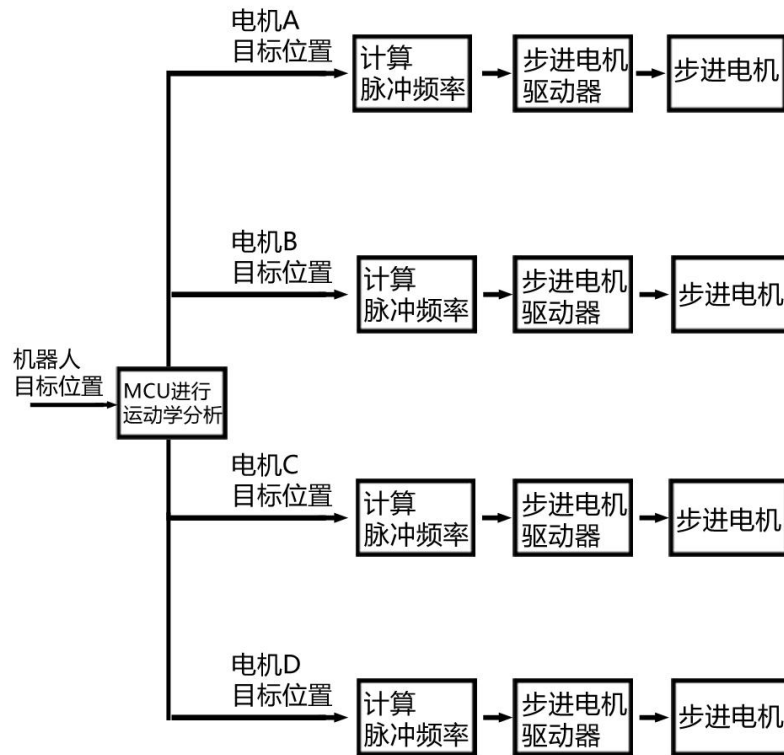 电机A
目标位置
计算
脉冲频率
步进电机
驱动器
步进电机
电机B
目标位置
计算
脉冲频率
步进电机
驱动器
步进电机
机器人
目标位置
MCU进行
运动学分析
电机C
目标位置
计算
脉冲频率
步进电机
驱动器
步进电机
电机D
目标位置
计算
脉冲频率
步进电机
驱动器
步进电机